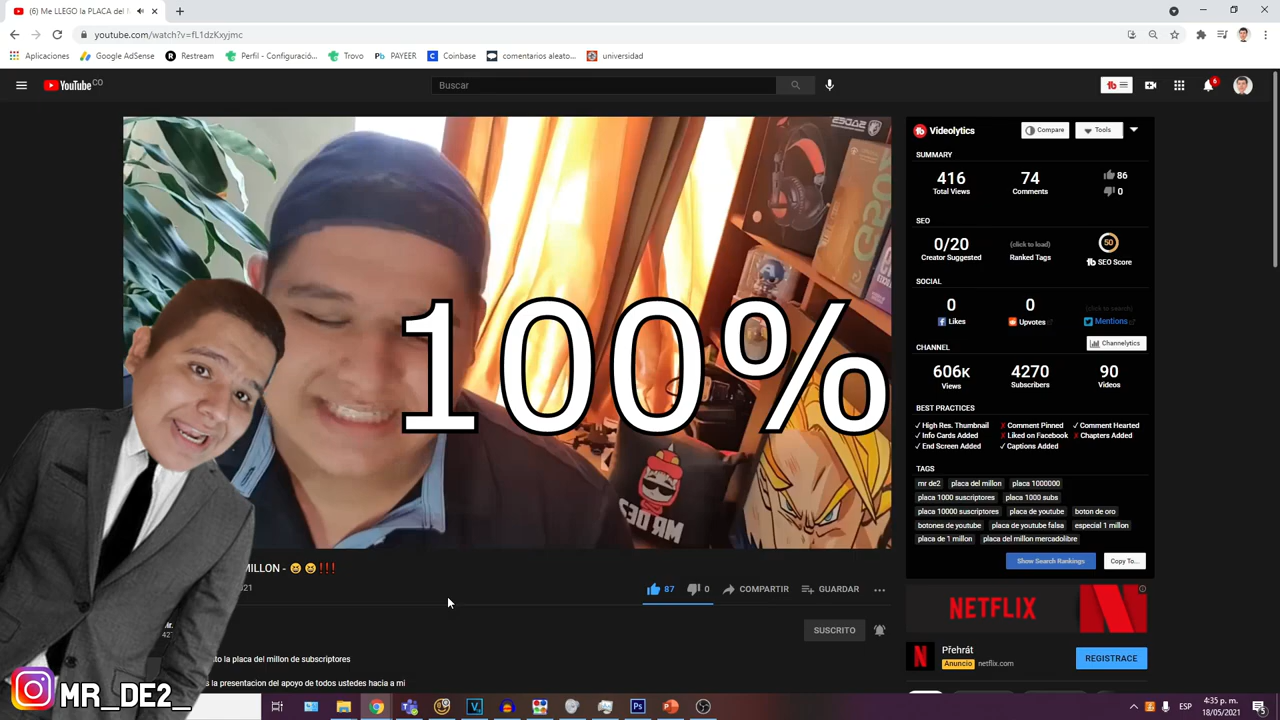 (6) Me LLEGO la PLACA del
youtube.com/watch?v=fL1dzKxyjmc
Aplicaciones Google AdSense Restream Perfil - Configuració... Trovo PAYEER Coinbase comentarios aleato... universidad
YouTube CO
Buscar
6
SADES
Videolytics Compare Tools
SUMMARY
416 74 86
Total Views Comments 0
SEO
0/20 (click to load) 50
Creator Suggested Ranked Tags SEO Score
SOCIAL
0 0 (click to search)
Likes Upvotes Mentions
CHANNEL Channelytics
606K 4270 90
Views Subscribers Videos
BEST PRACTICES
✓ High Res. Thumbnail ✗ Comment Pinned ✓ Comment Hearted
✓ Info Cards Added ✗ Liked on Facebook ✗ Chapters Added
✓ End Screen Added ✓ Captions Added
TAGS
mr de2 placa del millon placa 1000000
placa 1000 suscriptores placa 1000 subs
placa 10000 suscriptores placa de youtube boton de oro
botones de youtube placa de youtube falsa especial 1 millon
placa de 1 millon placa del millon mercadolibre
Show Search Rankings Copy To...
100%
MR DE2
MILLON - 😆😆!!!
2021
87 0 COMPARTIR GUARDAR
SUSCRITO
to la placa del millon de subscriptores
s la presentacion del apoyo de todos ustedes hacia a mi
NETFLIX
Přehrát
Anuncio netflix.com
REGISTRACE
MR_DE2_
ESP
4:35 p. m.
18/05/2021